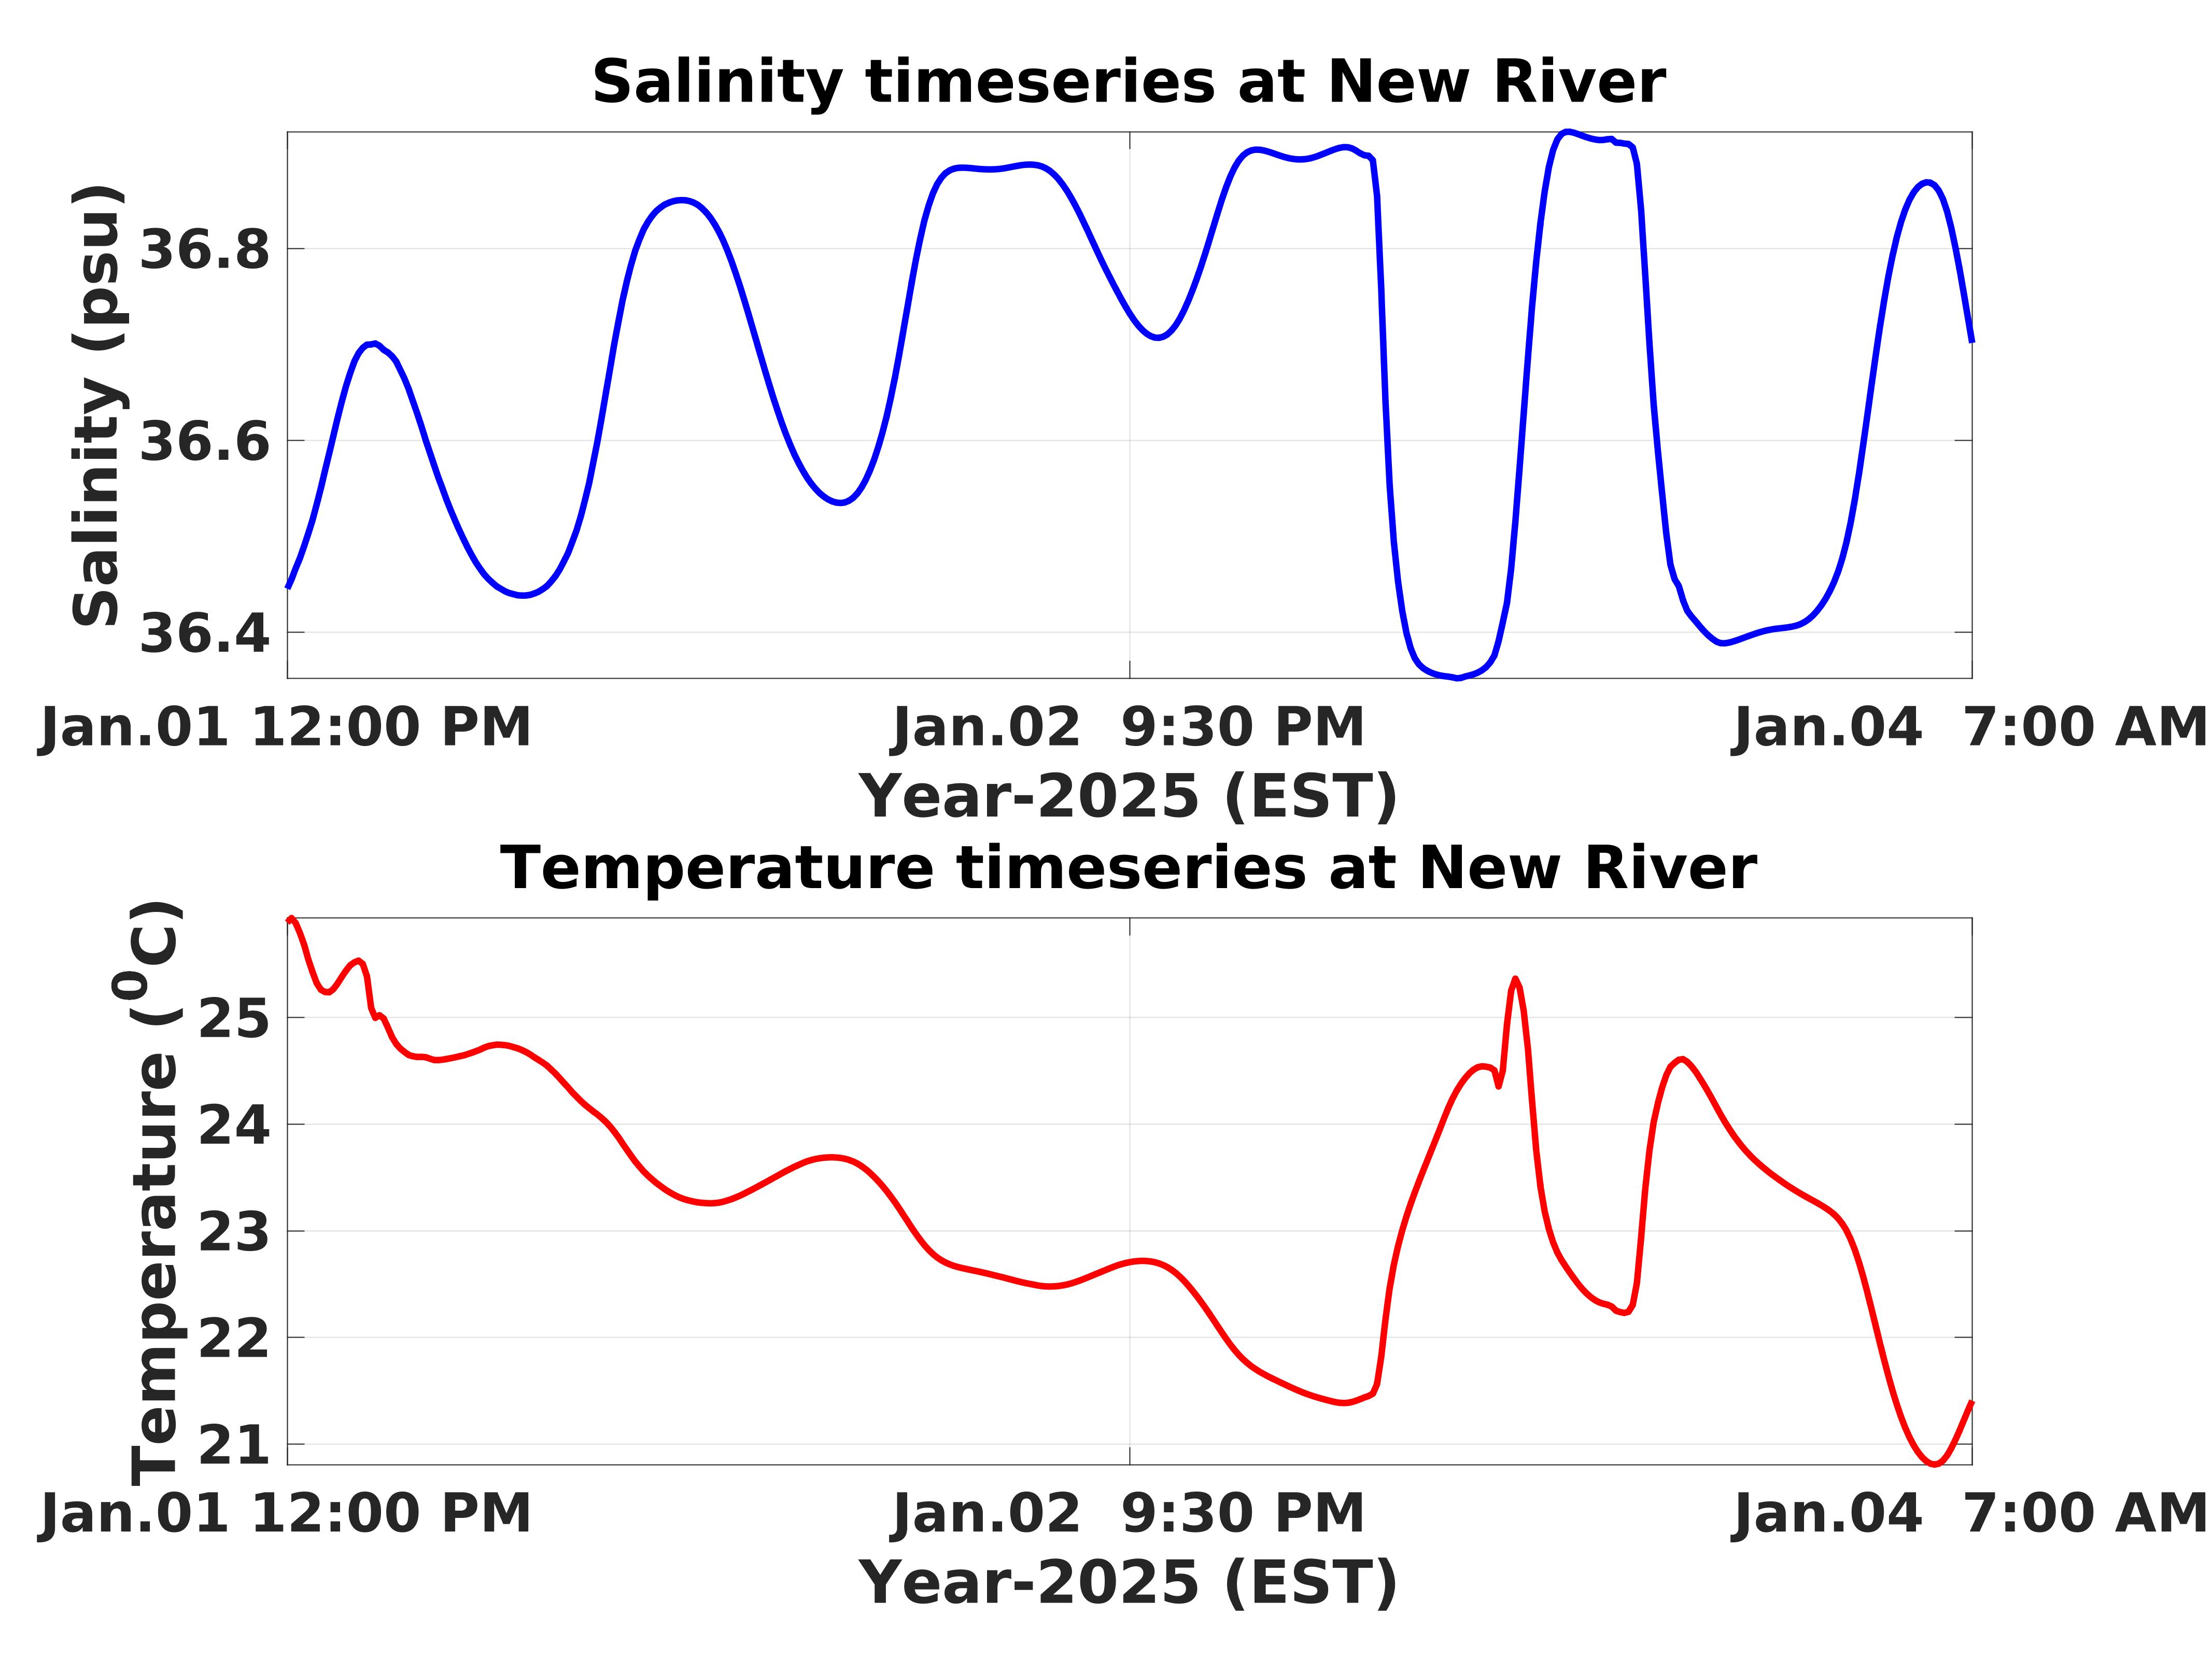 Salinity timeseries at New River
Salinity (psu)
36.8
36.6
36.4
Jan.01 12:00 PM Jan.02  9:30 PM Jan.04  7:00 AM
Year-2025 (EST)
Temperature timeseries at New River
Temperature (⁰C)
25
24
23
22
21
Jan.01 12:00 PM Jan.02  9:30 PM Jan.04  7:00 AM
Year-2025 (EST)